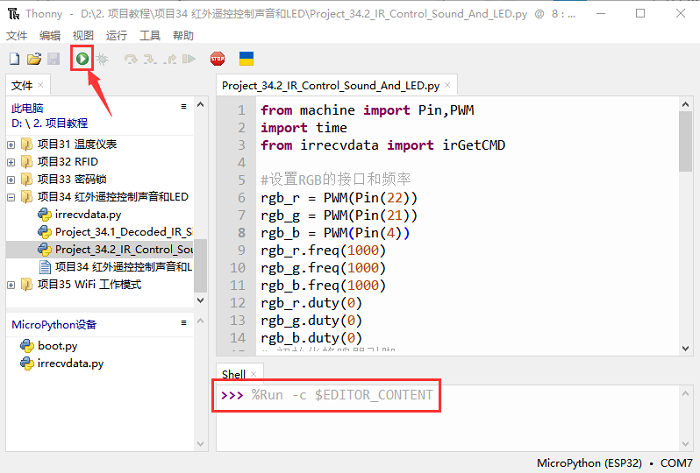 Thonny - D:\2. 项目教程\项目34 红外遥控控制声音和LED\Project_34.2_IR_Control_Sound_And_LED.py @ 8 :
文件 编辑 视图 运行 工具 帮助
STOP
文件 ×
此电脑
D: \ 2. 项目教程
项目31 温度仪表
项目32 RFID
项目33 密码锁
项目34 红外遥控控制声音和LED
irrecvdata.py
Project_34.1_Decoded_IR_S
Project_34.2_IR_Control_Sou
项目34 红外遥控控制声音和L
项目35 WiFi 工作模式
MicroPython设备
boot.py
irrecvdata.py
Project_34.2_IR_Control_Sound_And_LED.py ×
1 from machine import Pin,PWM
2 import time
3 from irrecvdata import irGetCMD
4
5 #设置RGB的接口和频率
6 rgb_r = PWM(Pin(22))
7 rgb_g = PWM(Pin(21))
8 rgb_b = PWM(Pin(4))
9 rgb_r.freq(1000)
10 rgb_g.freq(1000)
11 rgb_b.freq(1000)
12 rgb_r.duty(0)
13 rgb_g.duty(0)
14 rgb_b.duty(0)
Shell ×
>>> %Run -c $EDITOR_CONTENT
MicroPython (ESP32) • COM7